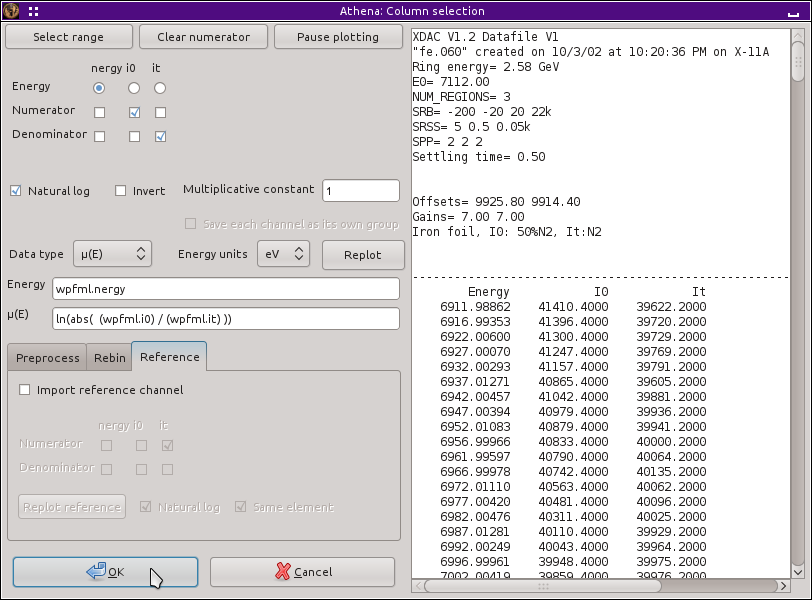 Athena: Column selection
Select range
Clear numerator
Pause plotting
nergy i0 it
Energy
Numerator
Denominator
Natural log
Invert
Multiplicative constant
1
Save each channel as its own group
Data type
μ(E)
Energy units
eV
Replot
Energy
wpfml.nergy
μ(E)
ln(abs( (wpfml.i0) / (wpfml.it) ))
Preprocess
Rebin
Reference
Import reference channel
nergy i0 it
Numerator
Denominator
Replot reference
Natural log
Same element
OK
Cancel
XDAC V1.2 Datafile V1
"fe.060" created on 10/3/02 at 10:20:36 PM on X-11A
Ring energy= 2.58 GeV
E0= 7112.00
NUM_REGIONS= 3
SRB= -200 -20 20 22k
SRSS= 5 0.5 0.05k
SPP= 2 2 2
Settling time= 0.50
Offsets= 9925.80 9914.40
Gains= 7.00 7.00
Iron foil, I0: 50%N2, It:N2
-----------------------------------------------------
Energy I0 It
6911.98862 41410.4000 39622.2000
6916.99353 41396.4000 39720.2000
6922.00600 41300.4000 39729.2000
6927.00070 41247.4000 39769.2000
6932.00293 41157.4000 39791.2000
6937.01271 40865.4000 39605.2000
6942.00457 41042.4000 39881.2000
6947.00394 40979.4000 39936.2000
6952.01083 40879.4000 39941.2000
6956.99966 40833.4000 40000.2000
6961.99597 40790.4000 40064.2000
6966.99978 40742.4000 40135.2000
6972.01110 40563.4000 40062.2000
6977.00420 40481.4000 40096.2000
6982.00476 40311.4000 40025.2000
6987.01281 40110.4000 39929.2000
6992.00249 40043.4000 39964.2000
6996.99961 39948.4000 39975.2000
7002.00419 39859.4000 39976.2000